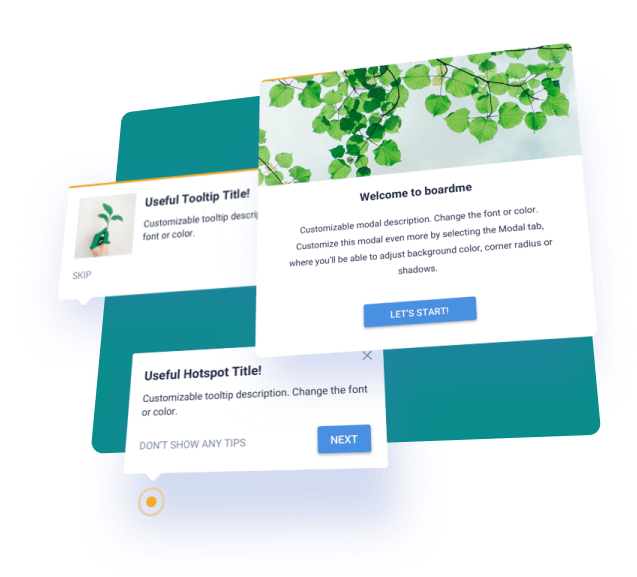 Welcome to boardme
Customizable modal description. Change the font or color.
Customize this modal even more by selecting the Modal tab,
where you'll be able to adjust background color, corner radius or
shadows.
LET'S START!
Useful Tooltip Title!
Customizable tooltip descri
font or color.
SKIP
Useful Hotspot Title!
Customizable tooltip description. Change the font
or color.
DON'T SHOW ANY TIPS
NEXT